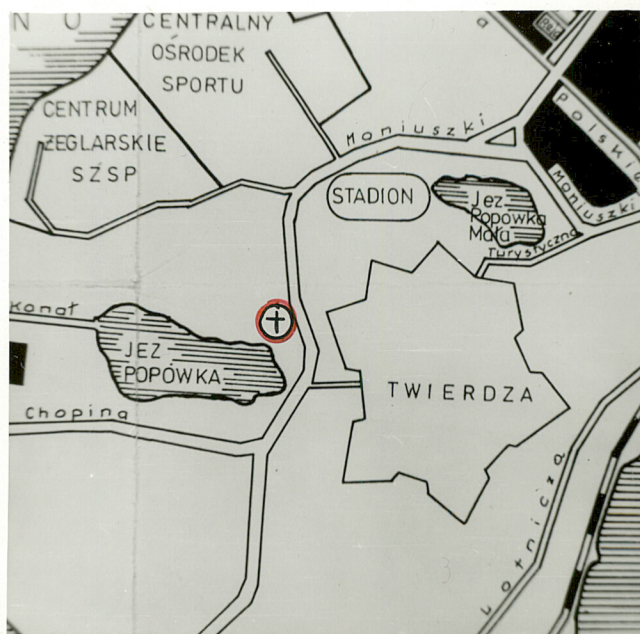 N O
CENTRALNY
OŚRODEK
SPORTU
CENTRUM
ŻEGLARSKIE
SZSP
Moniuszki
a
Polskie
Moniuszki
STADION
Jez
Popówka
Mała
Turystyczna
Kanał
JEZ
POPÓWKA
Chopina
TWIERDZA
Lotnicza